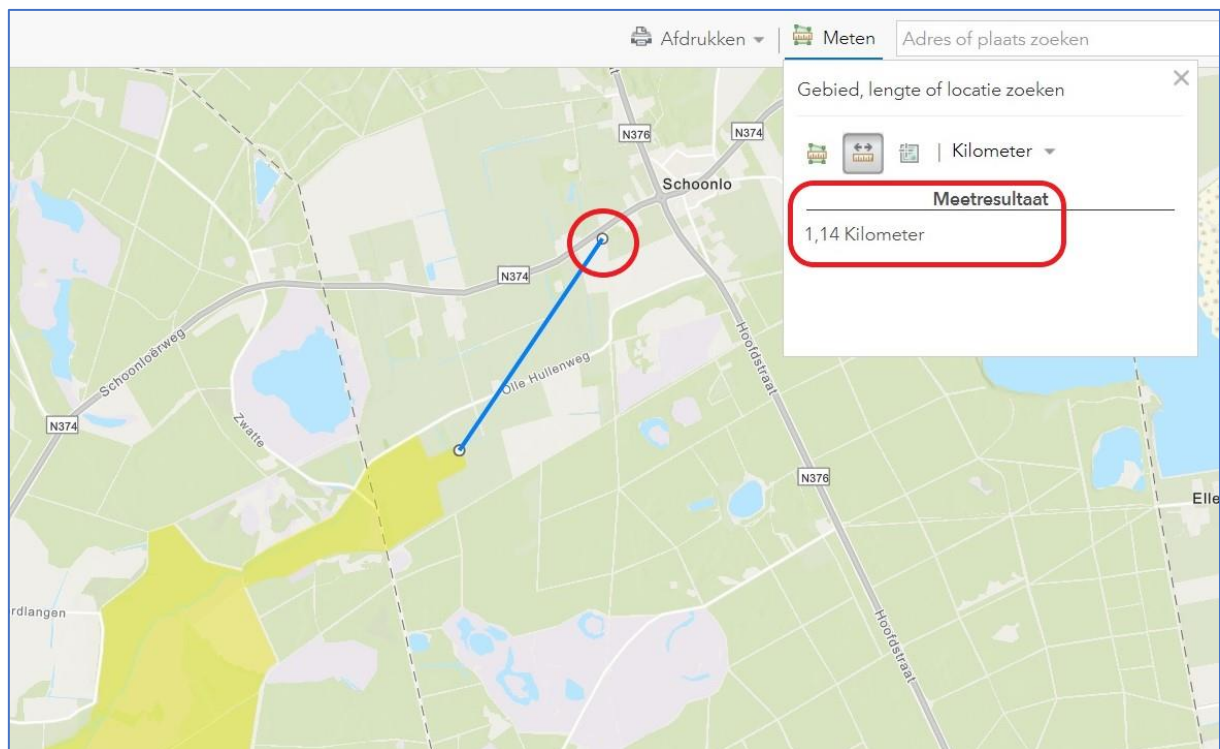 Afdrukken
Meten
Adres of plaats zoeken
Gebied, lengte of locatie zoeken
Kilometer
Meetresultaat
1,14 Kilometer
N376
N374
Schoonlo
N374
Schoonloërweg
Olle Hullenweg
Hoofdstraat
N374
Zwatte
N376
Elle
rdlangen
Hoofdstraat